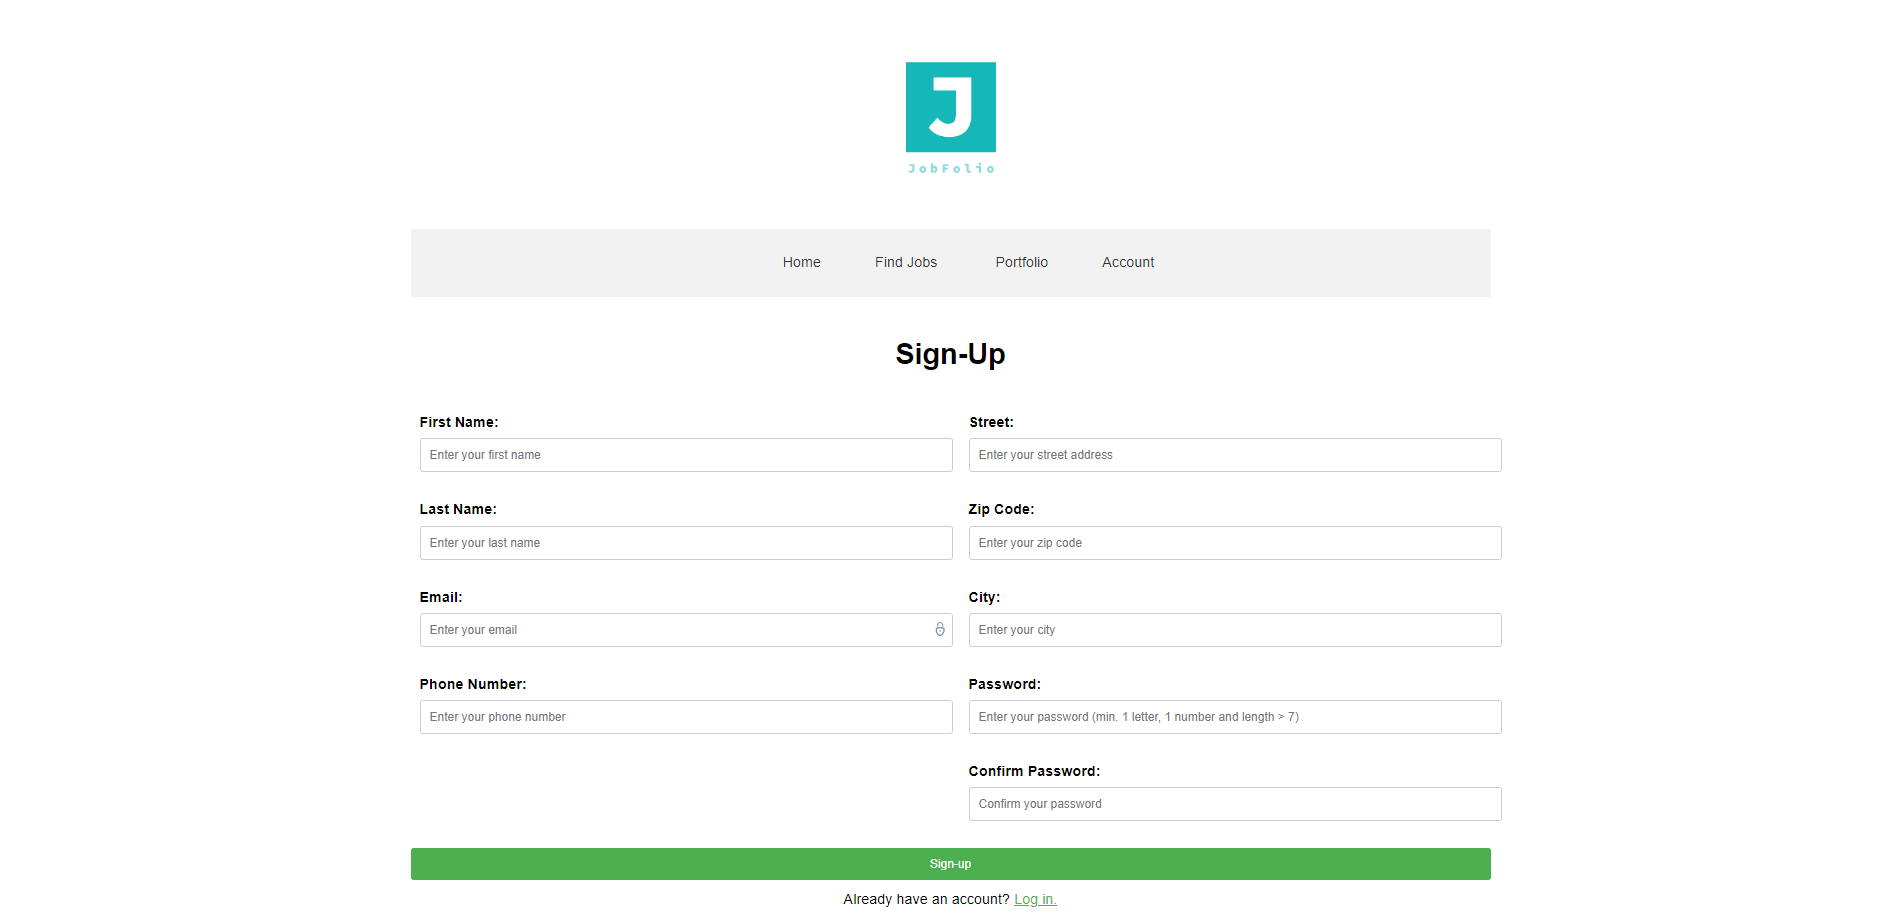 J
JobFolio
Home Find Jobs Portfolio Account
Sign-Up
First Name:
Enter your first name
Last Name:
Enter your last name
Email:
Enter your email
Phone Number:
Enter your phone number
Street:
Enter your street address
Zip Code:
Enter your zip code
City:
Enter your city
Password:
Enter your password (min. 1 letter, 1 number and length > 7)
Confirm Password:
Confirm your password
Sign-up
Already have an account? Log in.